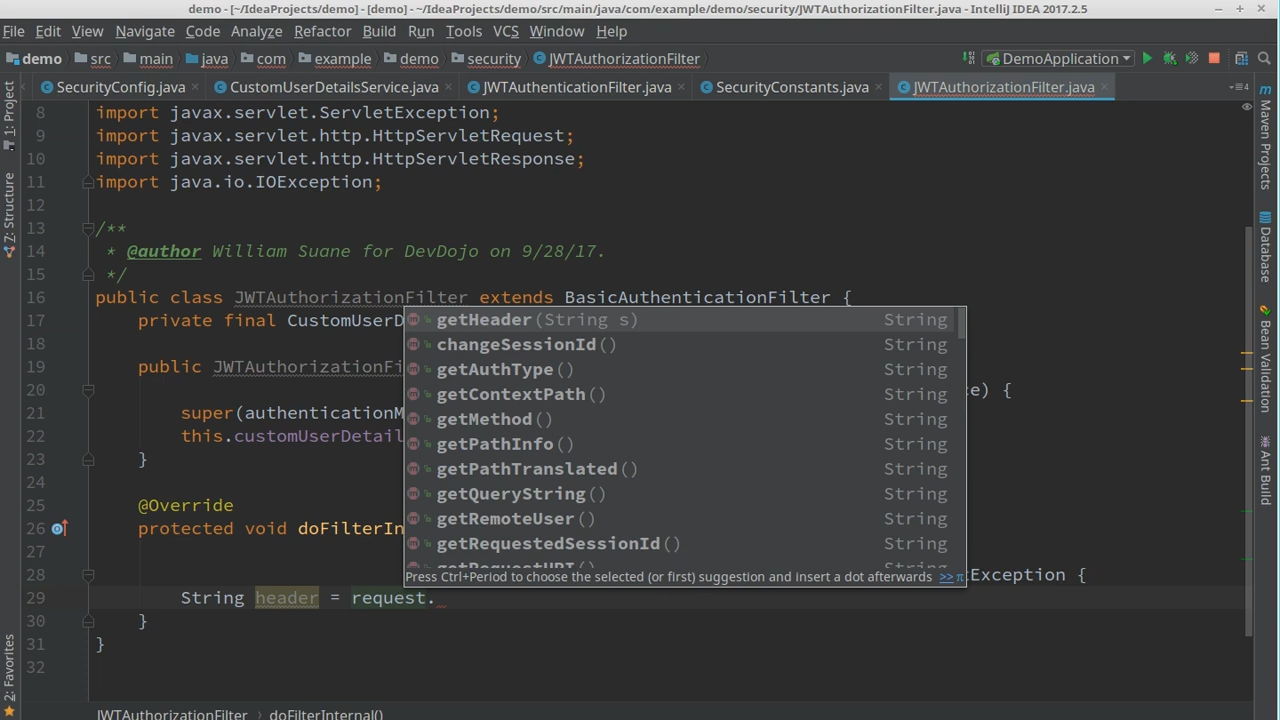 demo - [~/IdeaProjects/demo] - [demo] - ~/IdeaProjects/demo/src/main/java/com/example/demo/security/JWTAuthorizationFilter.java - IntelliJ IDEA 2017.2.5
File Edit View Navigate Code Analyze Refactor Build Run Tools VCS Window Help
demo src main java com example demo security JWTAuthorizationFilter DemoApplication
SecurityConfig.java CustomUserDetailsService.java JWTAuthenticationFilter.java SecurityConstants.java JWTAuthorizationFilter.java
1: Project
7: Structure
2: Favorites
8 import javax.servlet.ServletException;
9 import javax.servlet.http.HttpServletRequest;
10 import javax.servlet.http.HttpServletResponse;
11 import java.io.IOException;
12
13 /**
14 * @author William Suane for DevDojo on 9/28/17.
15 */
16 public class JWTAuthorizationFilter extends BasicAuthenticationFilter {
17 private final CustomUserD
18
19 public JWTAuthorizationFi
20 ce) {
21 super(authenticationM
22 this.customUserDetail
23 }
24
25 @Override
26 protected void doFilterIn
27
28 tException {
29 String header = request.
30 }
31 }
32
getHeader(String s) String
changeSessionId() String
getAuthType() String
getContextPath() String
getMethod() String
getPathInfo() String
getPathTranslated() String
getQueryString() String
getRemoteUser() String
getRequestedSessionId() String
getRequestURI() String
Press Ctrl+Period to choose the selected (or first) suggestion and insert a dot afterwards >> π
Maven Projects
Database
Bean Validation
Ant Build
JWTAuthorizationFilter › doFilterInternal()